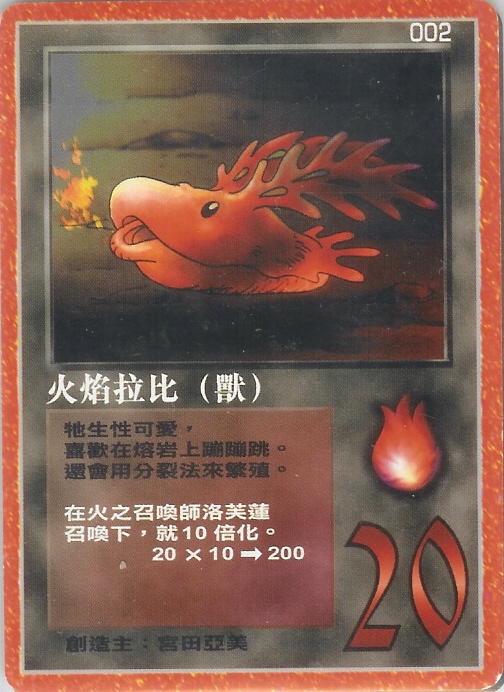 002
火焰拉比（獸）
牠生性可愛，
喜歡在熔岩上蹦蹦跳。
還會用分裂法來繁殖。
在火之召喚師洛芙蓮
召喚下，就10倍化。
20 × 10 ➡ 200
20
創造主：宮田亞美